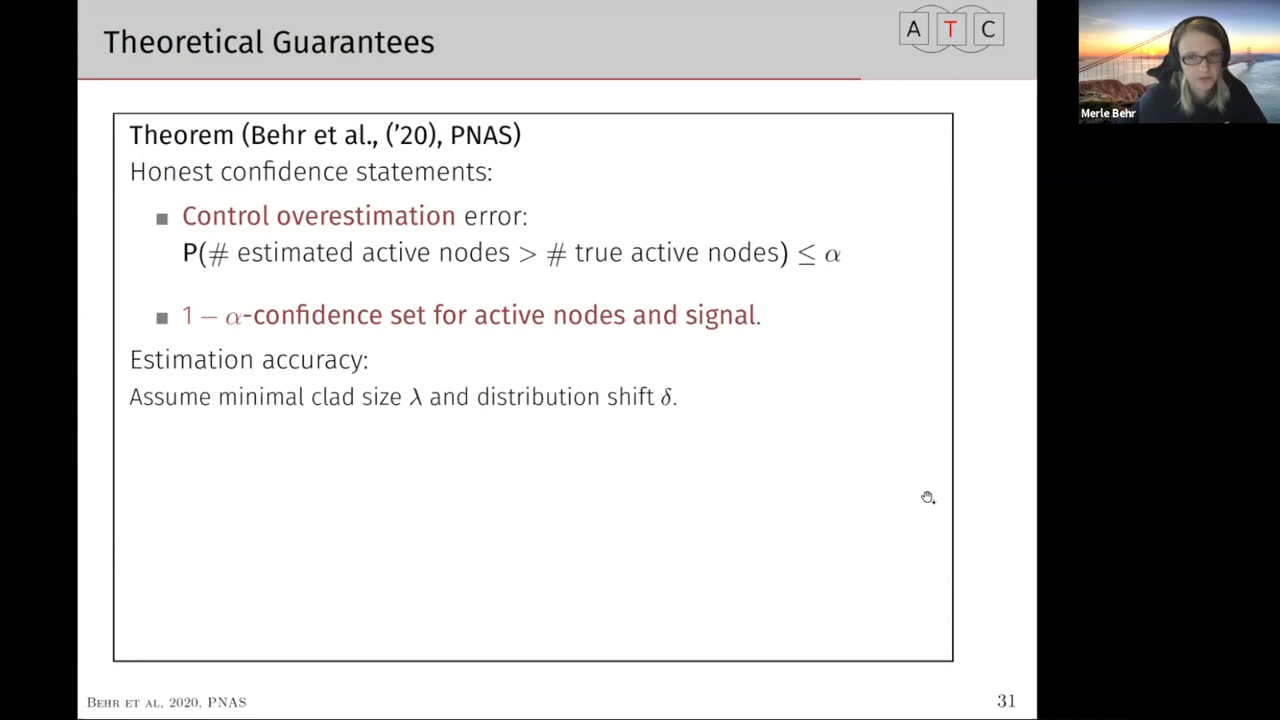 Theoretical Guarantees
A T C
Merle Behr
Theorem (Behr et al., ('20), PNAS)
Honest confidence statements:
■ Control overestimation error:
P(# estimated active nodes > # true active nodes) ≤ α
■ 1 − α-confidence set for active nodes and signal.
Estimation accuracy:
Assume minimal clad size λ and distribution shift δ.
Behr et al, 2020, PNAS
31